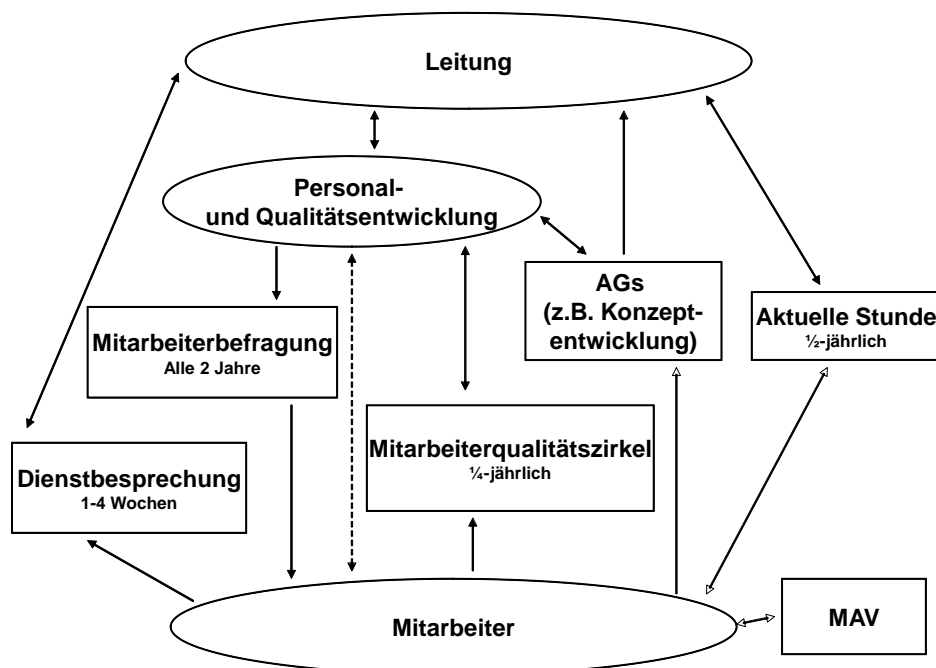 Leitung
Personal-
und Qualitätsentwicklung
AGs
(z.B. Konzept-
entwicklung)
Aktuelle Stunde
½-jährlich
Mitarbeiterbefragung
Alle 2 Jahre
Mitarbeiterqualitätszirkel
¼-jährlich
Dienstbesprechung
1-4 Wochen
Mitarbeiter
MAV